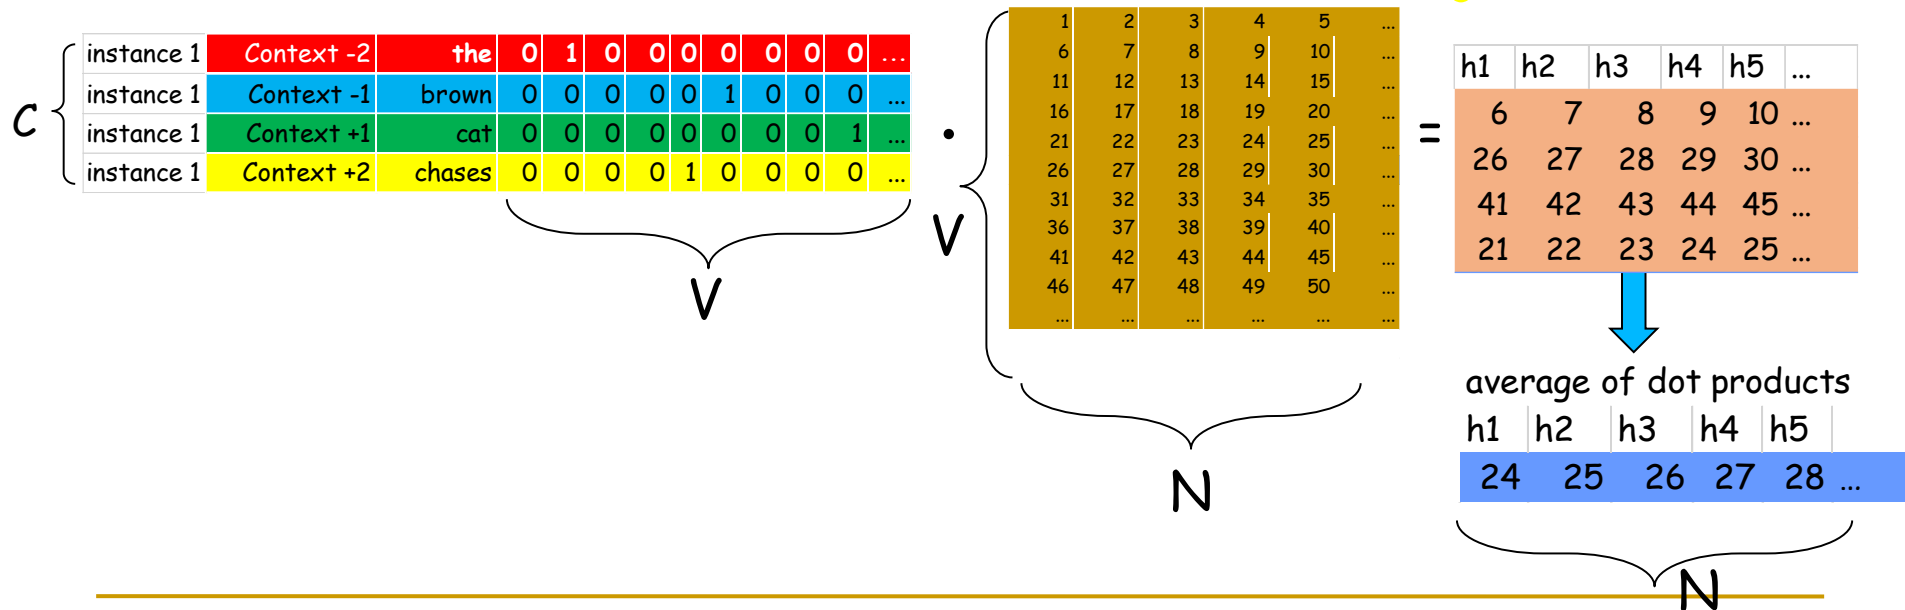 instance 1 Context -2 the 0 1 0 0 0 0 0 0 0 ...
instance 1 Context -1 brown 0 0 0 0 0 1 0 0 0 ...
instance 1 Context +1 cat 0 0 0 0 0 0 0 0 1 ...
instance 1 Context +2 chases 0 0 0 0 1 0 0 0 0 ...
C
V
.
V
1 2 3 4 5 ...
6 7 8 9 10 ...
11 12 13 14 15 ...
16 17 18 19 20 ...
21 22 23 24 25 ...
26 27 28 29 30 ...
31 32 33 34 35 ...
36 37 38 39 40 ...
41 42 43 44 45 ...
46 47 48 49 50 ...
... ... ... ... ... ...
N
=
h1 h2 h3 h4 h5 ...
6 7 8 9 10 ...
26 27 28 29 30 ...
41 42 43 44 45 ...
21 22 23 24 25 ...
average of dot products
h1 h2 h3 h4 h5
24 25 26 27 28 ...
N